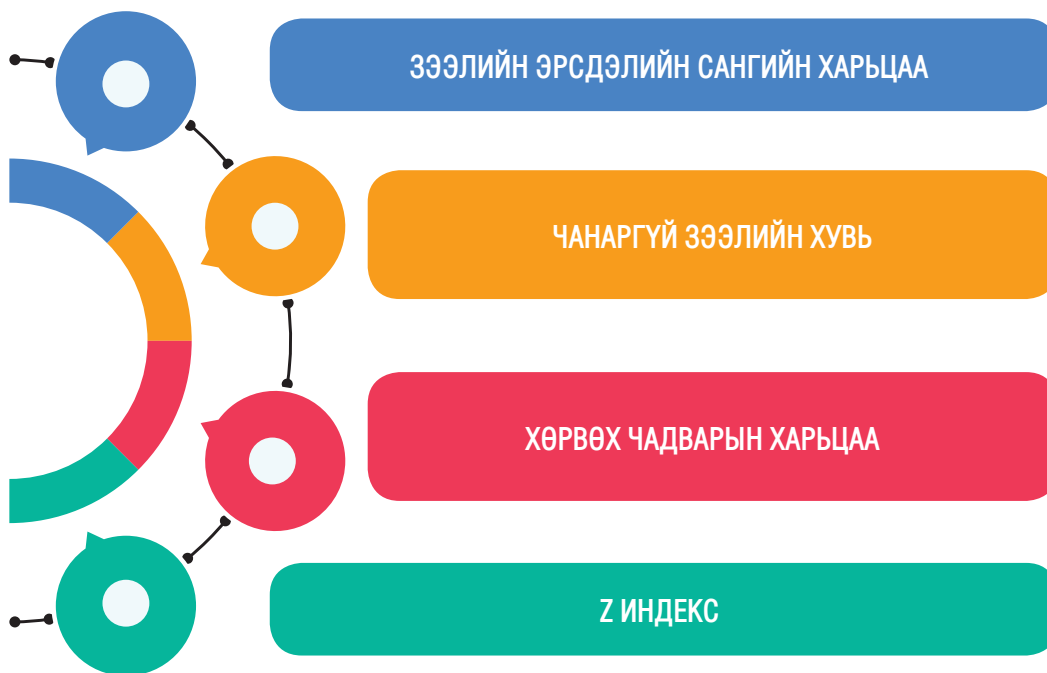 ЗЭЭЛИЙН ЭРСДЭЛИЙН САНГИЙН ХАРЬЦАА
ЧАНАРГҮЙ ЗЭЭЛИЙН ХУВЬ
ХӨРВӨХ ЧАДВАРЫН ХАРЬЦАА
Z ИНДЕКС